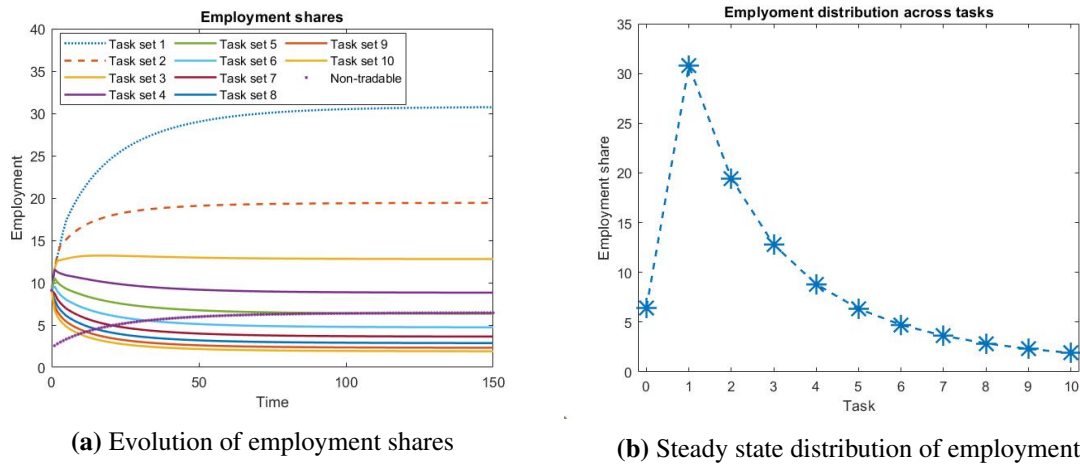 Employment shares
40
35
30
25
20
15
10
5
0
Employment
Task set 1
Task set 2
Task set 3
Task set 4
Task set 5
Task set 6
Task set 7
Task set 8
Task set 9
Task set 10
Non-tradable
0
50
100
150
Time
(a) Evolution of employment shares
Emplyoment distribution across tasks
35
30
25
20
15
10
5
0
Employment share
0 1 2 3 4 5 6 7 8 9 10
Task
(b) Steady state distribution of employment